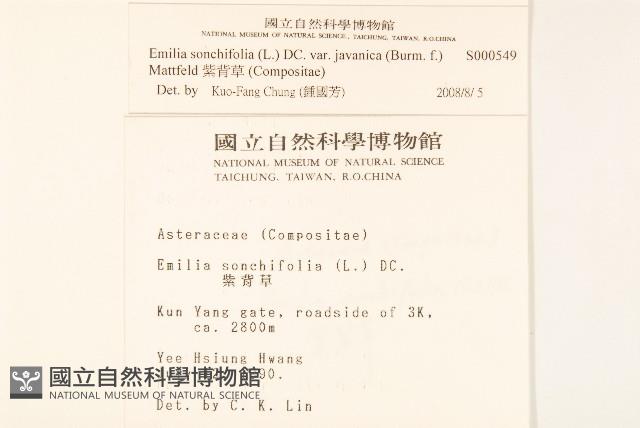 國立自然科學博物館
NATIONAL MUSEUM OF NATURAL SCIENCE, TAICHUNG, TAIWAN, R.O.CHINA
Emilia sonchifolia (L.) DC. var. javanica (Burm. f.) S000549
Mattfeld 紫背草 (Compositae)
Det. by Kuo-Fang Chung (鍾國芳) 2008/8/5
國立自然科學博物館
NATIONAL MUSEUM OF NATURAL SCIENCE
TAICHUNG, TAIWAN, R.O.CHINA
Asteraceae (Compositae)
Emilia sonchifolia (L.) DC.
紫背草
Kun Yang gate, roadside of 3K,
ca. 2800m
Yee Hsiung Hwang
90.
國立自然科學博物館
NATIONAL MUSEUM OF NATURAL SCIENCE
Det. by C. K. Lin